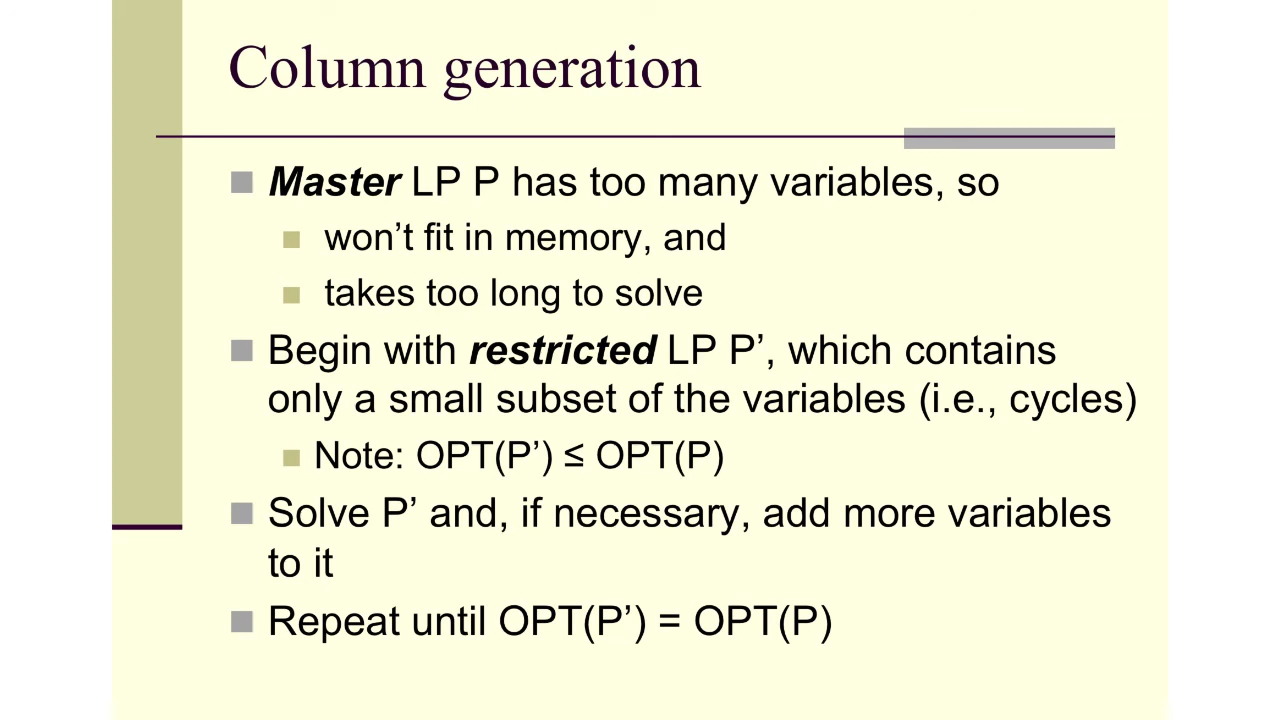 Column generation
Master LP P has too many variables, so
won’t fit in memory, and
takes too long to solve
Begin with restricted LP P’, which contains
only a small subset of the variables (i.e., cycles)
Note: OPT(P’) ≤ OPT(P)
Solve P’ and, if necessary, add more variables
to it
Repeat until OPT(P’) = OPT(P)